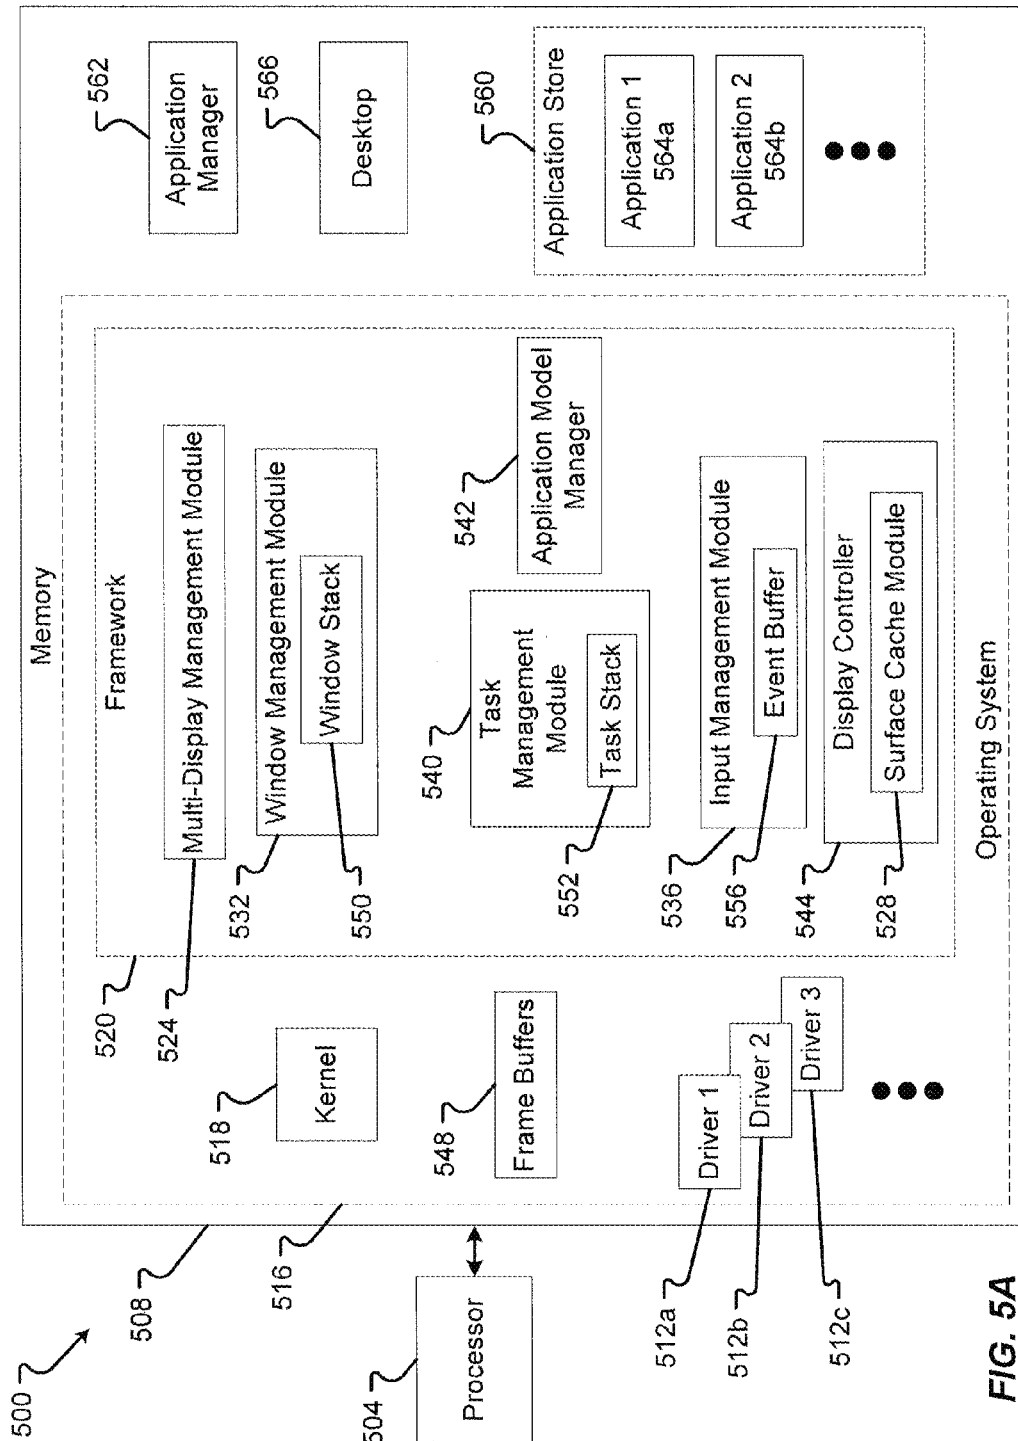 500
508
Memory
516
Operating System
520
Framework
524
Multi-Display Management Module
532
Window Management Module
550
Window Stack
540
Task
Management
Module
552
Task Stack
542
Application Model
Manager
536
Input Management Module
556
Event Buffer
544
Display Controller
528
Surface Cache Module
518
Kernel
548
Frame Buffers
Driver 1
Driver 2
Driver 3
512a
512b
512c
504
Processor
562
Application
Manager
566
Desktop
560
Application Store
Application 1
564a
Application 2
564b
FIG. 5A